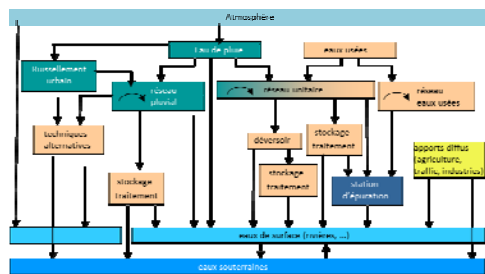 Atmosphère
Eau de pluie
eaux usées
Ruissellement
urbain
réseau
pluvial
réseau unitaire
réseau
eaux usées
techniques
alternatives
déversoir
stockage
traitement
apports diffus
(agriculture,
traffic, industries)
stockage
traitement
stockage
traitement
station
d'épuration
eaux de surface (rivières, ...)
eaux souterraines